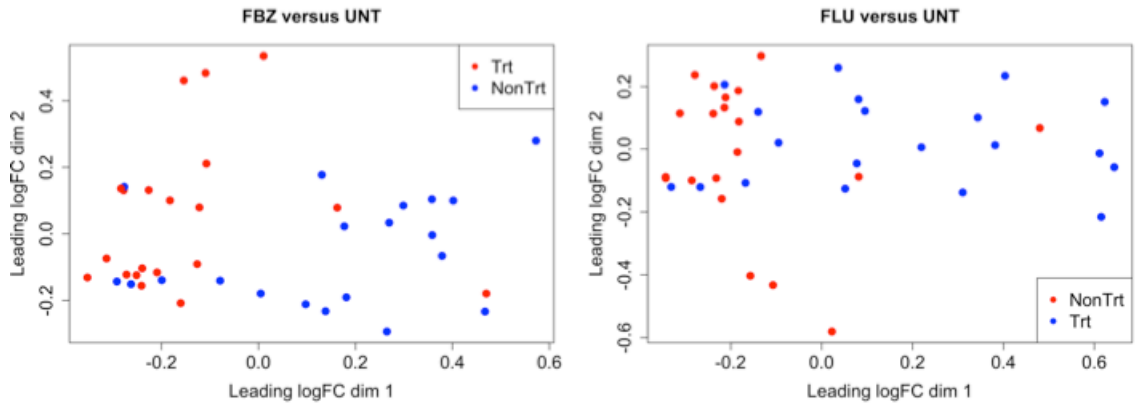 FBZ versus UNT
Trt
NonTrt
Leading logFC dim 2
0.4
0.2
0.0
-0.2
-0.2
0.0
0.2
0.4
0.6
Leading logFC dim 1
FLU versus UNT
NonTrt
Trt
Leading logFC dim 2
0.2
0.0
-0.2
-0.4
-0.6
-0.2
0.0
0.2
0.4
0.6
Leading logFC dim 1